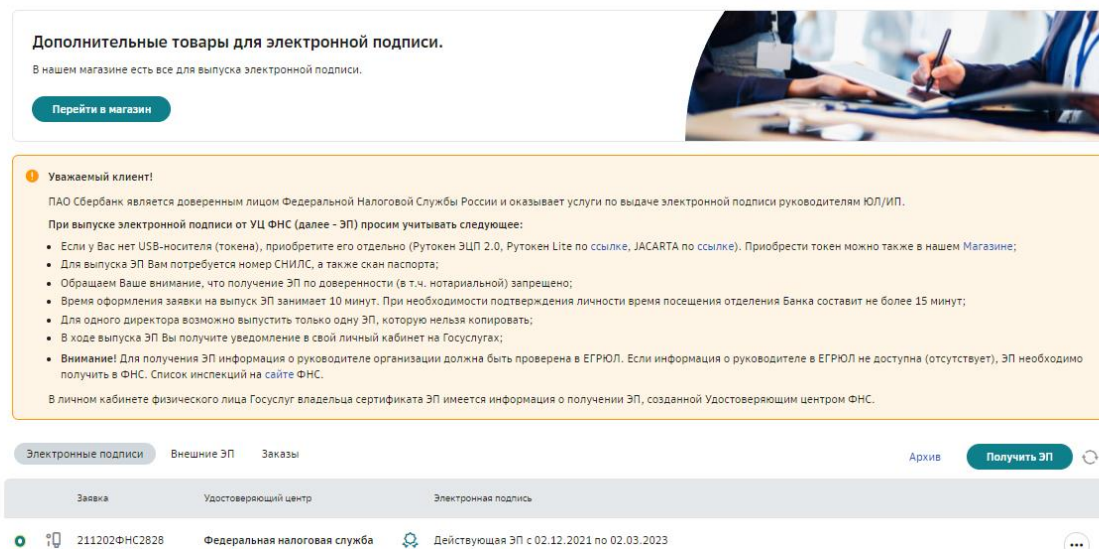 Дополнительные товары для электронной подписи.
В нашем магазине есть все для выпуска электронной подписи.
Перейти в магазин
Уважаемый клиент!
ПАО Сбербанк является доверенным лицом Федеральной Налоговой Службы России и оказывает услуги по выдаче электронной подписи руководителям ЮЛ/ИП.
При выпуске электронной подписи от УЦ ФНС (далее - ЭП) просим учитывать следующее:
• Если у Вас нет USB-носителя (токена), приобретите его отдельно (Рутокен ЭЦП 2.0, Рутокен Lite по ссылке, JACARTA по ссылке). Приобрести токен можно также в нашем Магазине;
• Для выпуска ЭП Вам потребуется номер СНИЛС, а также скан паспорта;
• Обращаем Ваше внимание, что получение ЭП по доверенности (в т.ч. нотариальной) запрещено;
• Время оформления заявки на выпуск ЭП занимает 10 минут. При необходимости подтверждения личности время посещения отделения Банка составит не более 15 минут;
• Для одного директора возможно выпустить только одну ЭП, которую нельзя копировать;
• В ходе выпуска ЭП Вы получите уведомление в свой личный кабинет на Госуслугах;
• Внимание! Для получения ЭП информация о руководителе организации должна быть проверена в ЕГРЮЛ. Если информация о руководителе в ЕГРЮЛ не доступна (отсутствует), ЭП необходимо
получить в ФНС. Список инспекций на сайте ФНС.
В личном кабинете физического лица Госуслуг владельца сертификата ЭП имеется информация о получении ЭП, созданной Удостоверяющим центром ФНС.
Электронные подписи Внешние ЭП Заказы Архив Получить ЭП
Заявка Удостоверяющий центр Электронная подпись
211202ФНС2828 Федеральная налоговая служба Действующая ЭП с 02.12.2021 по 02.03.2023